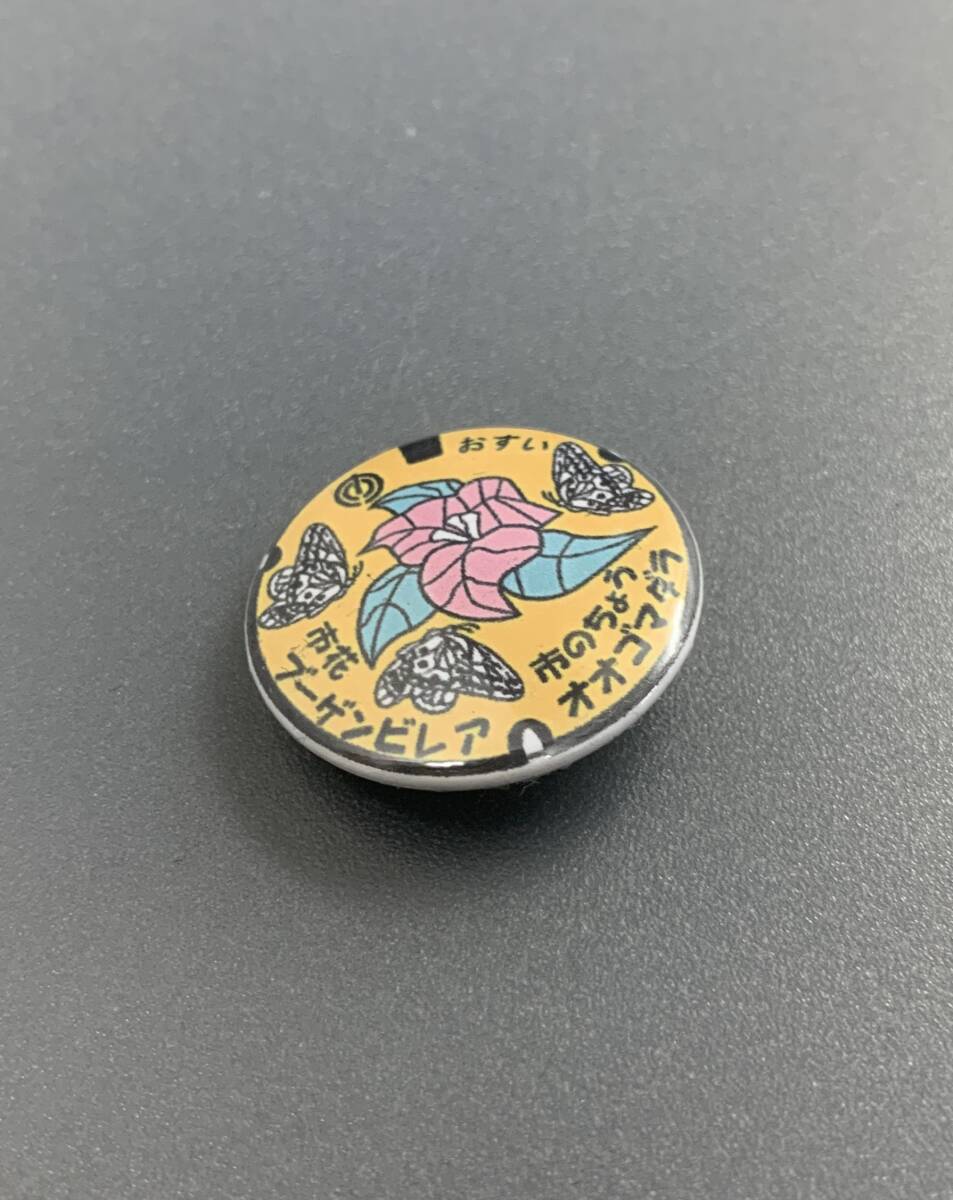 おすい
市花
ブーゲンビレア
市のちょう
オオゴマダラ